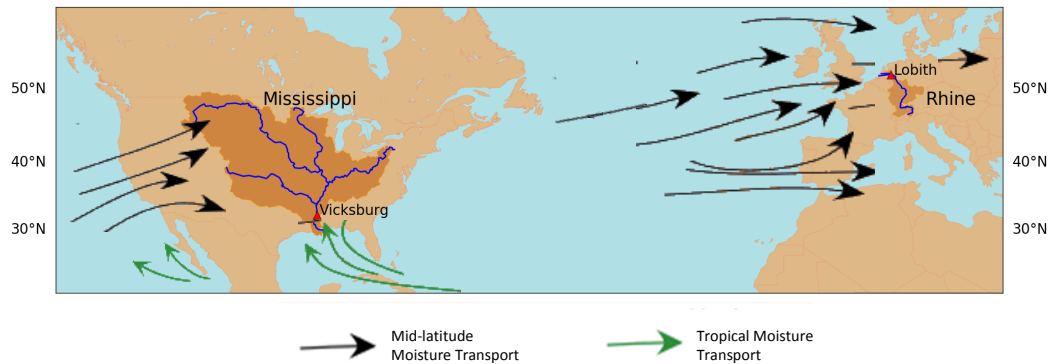 50°N
40°N
30°N
Mississippi
Vicksburg
Lobith
Rhine
50°N
40°N
30°N
Mid-latitude
Moisture Transport
Tropical Moisture
Transport